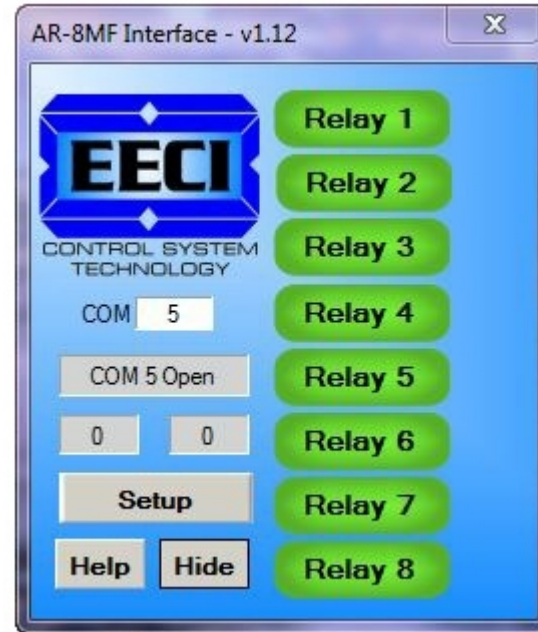 AR-8MF Interface - v1.12
EECI
CONTROL SYSTEM
TECHNOLOGY
COM 5
COM 5 Open
0 0
Setup
Help Hide
Relay 1
Relay 2
Relay 3
Relay 4
Relay 5
Relay 6
Relay 7
Relay 8